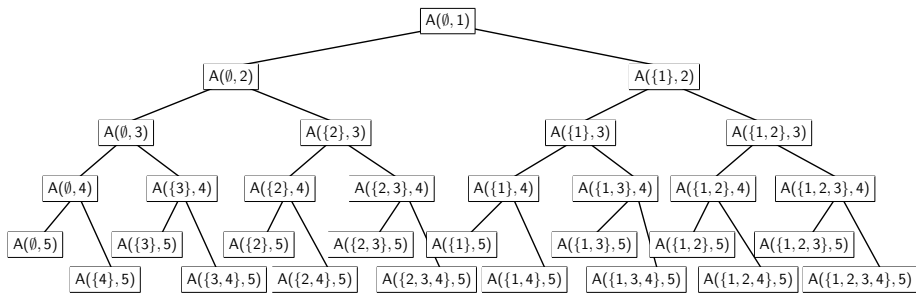 A(∅, 1)
A(∅, 2) A({1}, 2)
A(∅, 3) A({2}, 3) A({1}, 3) A({1, 2}, 3)
A(∅, 4) A({3}, 4) A({2}, 4) A({2, 3}, 4) A({1}, 4) A({1, 3}, 4) A({1, 2}, 4) A({1, 2, 3}, 4)
A(∅, 5) A({3}, 5) A({2}, 5) A({2, 3}, 5) A({1}, 5) A({1, 3}, 5) A({1, 2}, 5) A({1, 2, 3}, 5)
A({4}, 5) A({3, 4}, 5) A({2, 4}, 5) A({2, 3, 4}, 5) A({1, 4}, 5) A({1, 3, 4}, 5) A({1, 2, 4}, 5) A({1, 2, 3, 4}, 5)